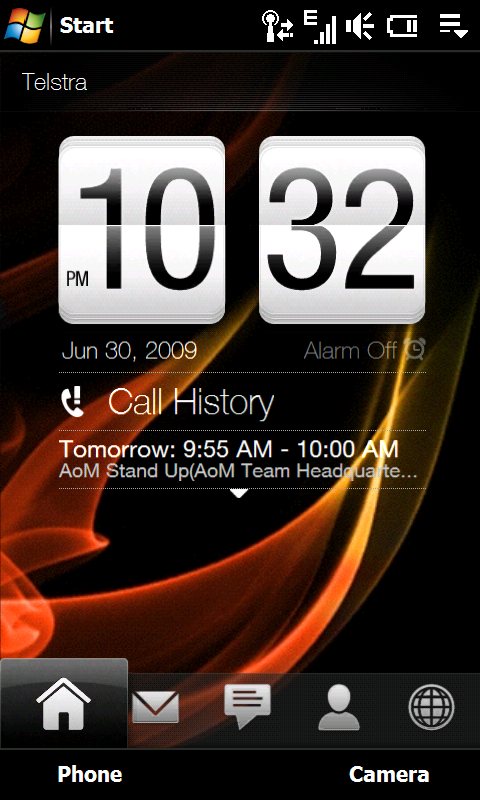 Start
E
Telstra
PM 10 32
Jun 30, 2009 Alarm Off
Call History
Tomorrow: 9:55 AM - 10:00 AM
AoM Stand Up(AoM Team Headquarte...
Phone Camera